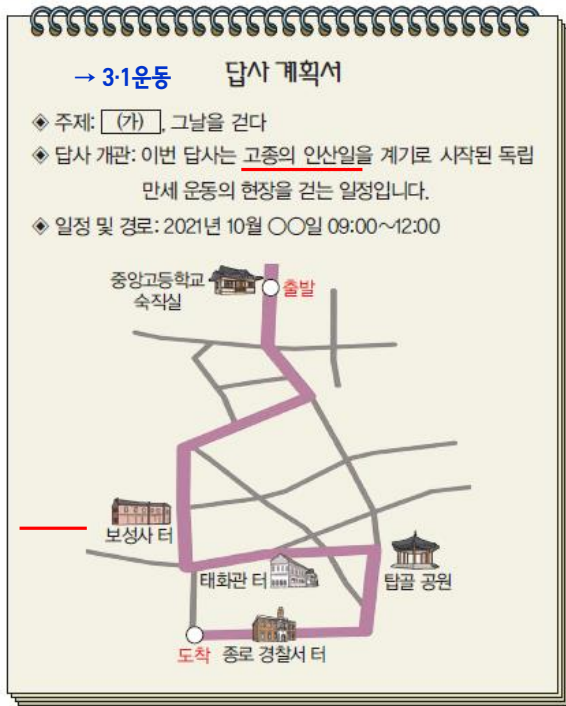 → 3·1운동
답사 계획서
◈ 주제: (가) , 그날을 걷다
◈ 답사 개관: 이번 답사는 고종의 인산일을 계기로 시작된 독립
만세 운동의 현장을 걷는 일정입니다.
◈ 일정 및 경로: 2021년 10월 ○○일 09:00~12:00
중앙고등학교
숙직실
출발
보성사 터
태화관 터
탑골 공원
도착
종로 경찰서 터